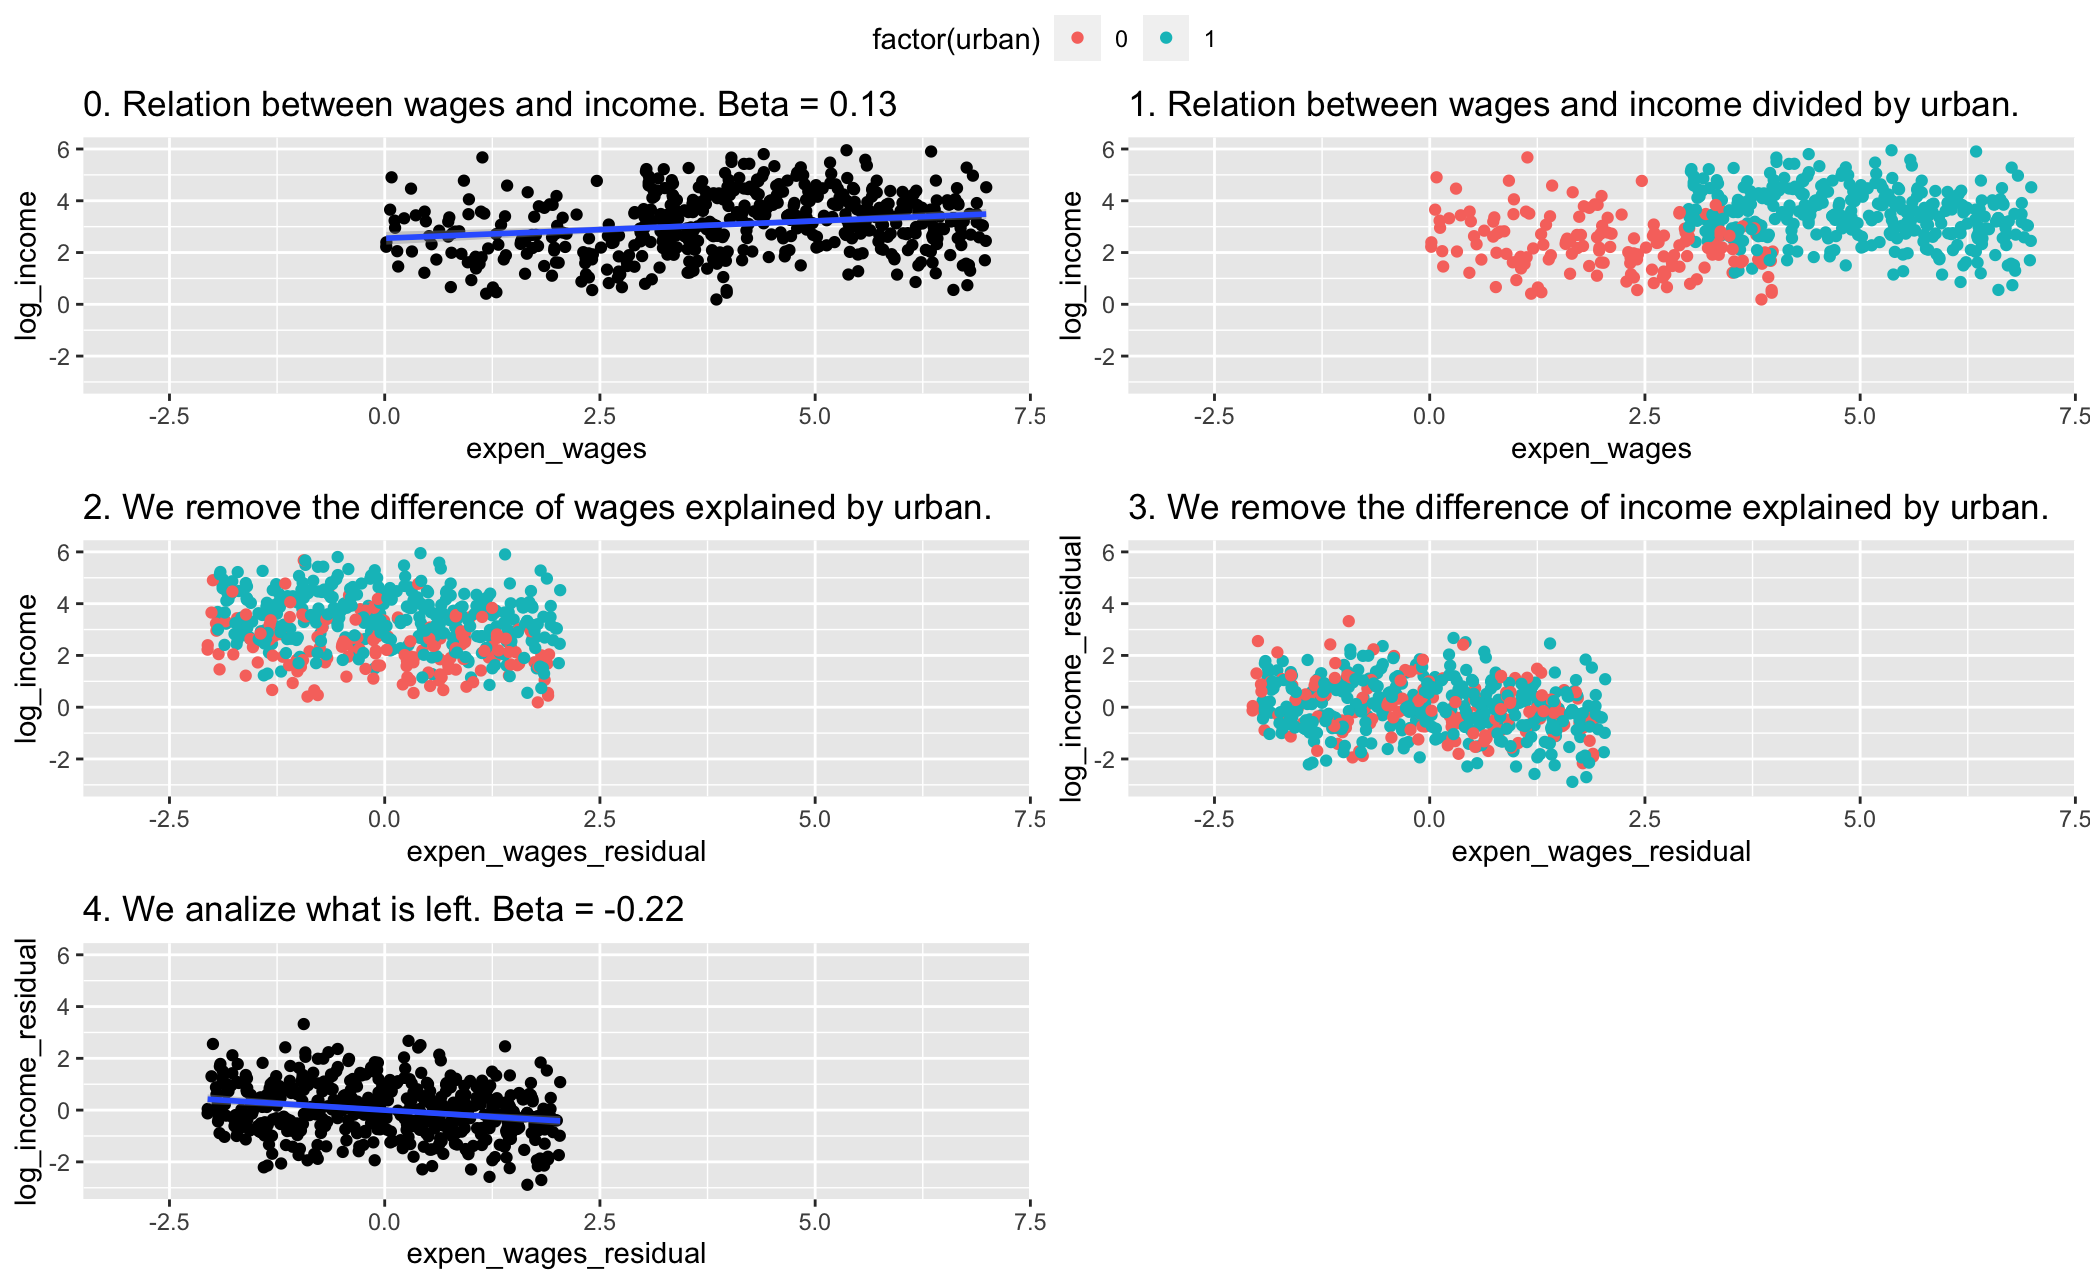 factor(urban) 0 1
0. Relation between wages and income. Beta = 0.13
6
4
2
0
-2
log_income
-2.5 0.0 2.5 5.0 7.5
expen_wages
1. Relation between wages and income divided by urban.
6
4
2
0
-2
log_income
-2.5 0.0 2.5 5.0 7.5
expen_wages
2. We remove the difference of wages explained by urban.
6
4
2
0
-2
log_income
-2.5 0.0 2.5 5.0 7.5
expen_wages_residual
3. We remove the difference of income explained by urban.
6
4
2
0
-2
log_income_residual
-2.5 0.0 2.5 5.0 7.5
expen_wages_residual
4. We analize what is left. Beta = -0.22
6
4
2
0
-2
log_income_residual
-2.5 0.0 2.5 5.0 7.5
expen_wages_residual